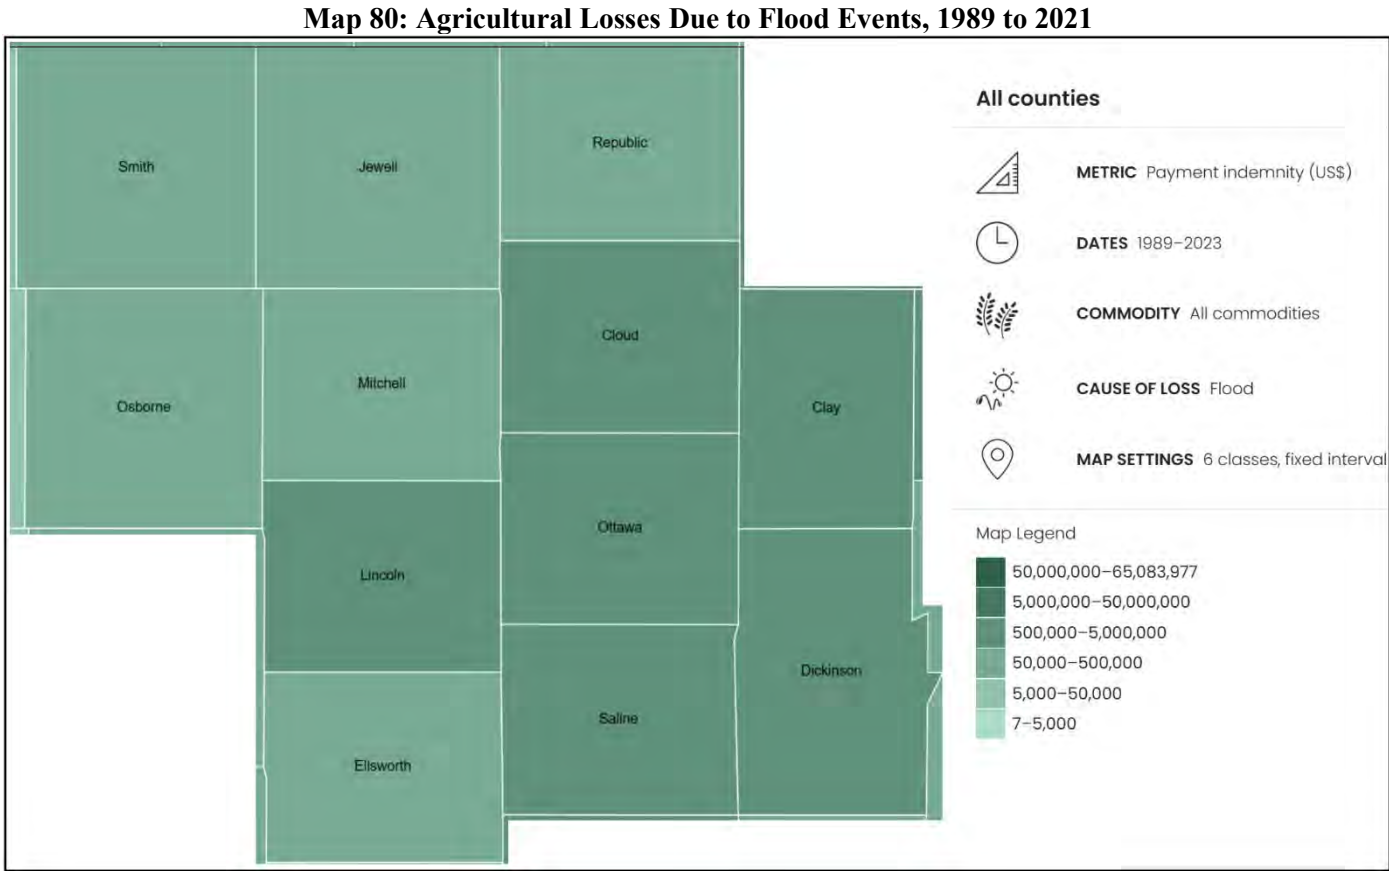 Map 80: Agricultural Losses Due to Flood Events, 1989 to 2021
Smith
Jewell
Republic
Cloud
Osborne
Mitchell
Clay
Lincoln
Ottawa
Dickinson
Ellsworth
Saline
All counties
METRIC Payment indemnity (US$)
DATES 1989–2023
COMMODITY All commodities
CAUSE OF LOSS Flood
MAP SETTINGS 6 classes, fixed interval
Map Legend
50,000,000–65,083,977
5,000,000–50,000,000
500,000–5,000,000
50,000–500,000
5,000–50,000
7–5,000